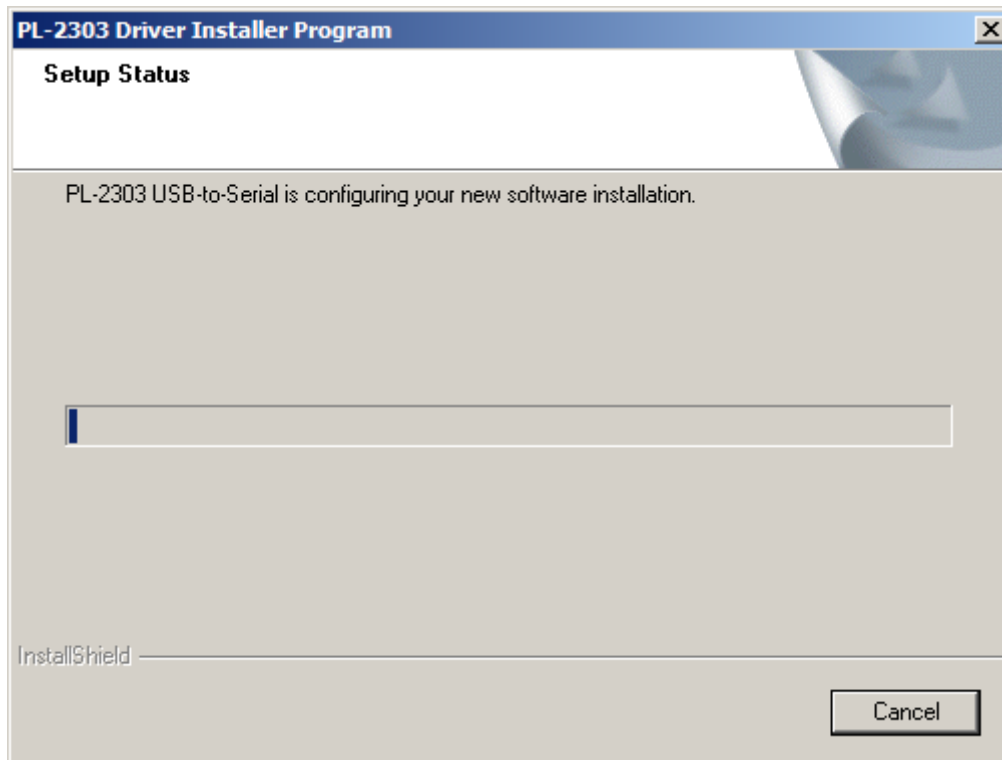 PL-2303 Driver Installer Program
Setup Status
PL-2303 USB-to-Serial is configuring your new software installation.
InstallShield
Cancel